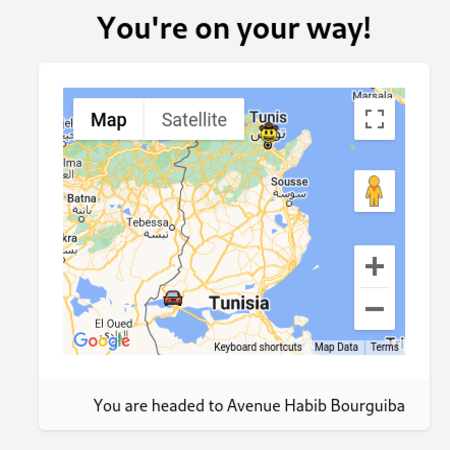 You're on your way!
Marsala
Map
Satellite
Tunis
تونس
Sousse
سوسة
Batna
باتنة
Tebessa
تبسة
Tunisia
El Oued
Google
Keyboard shortcuts
Map Data
Terms
You are headed to Avenue Habib Bourguiba